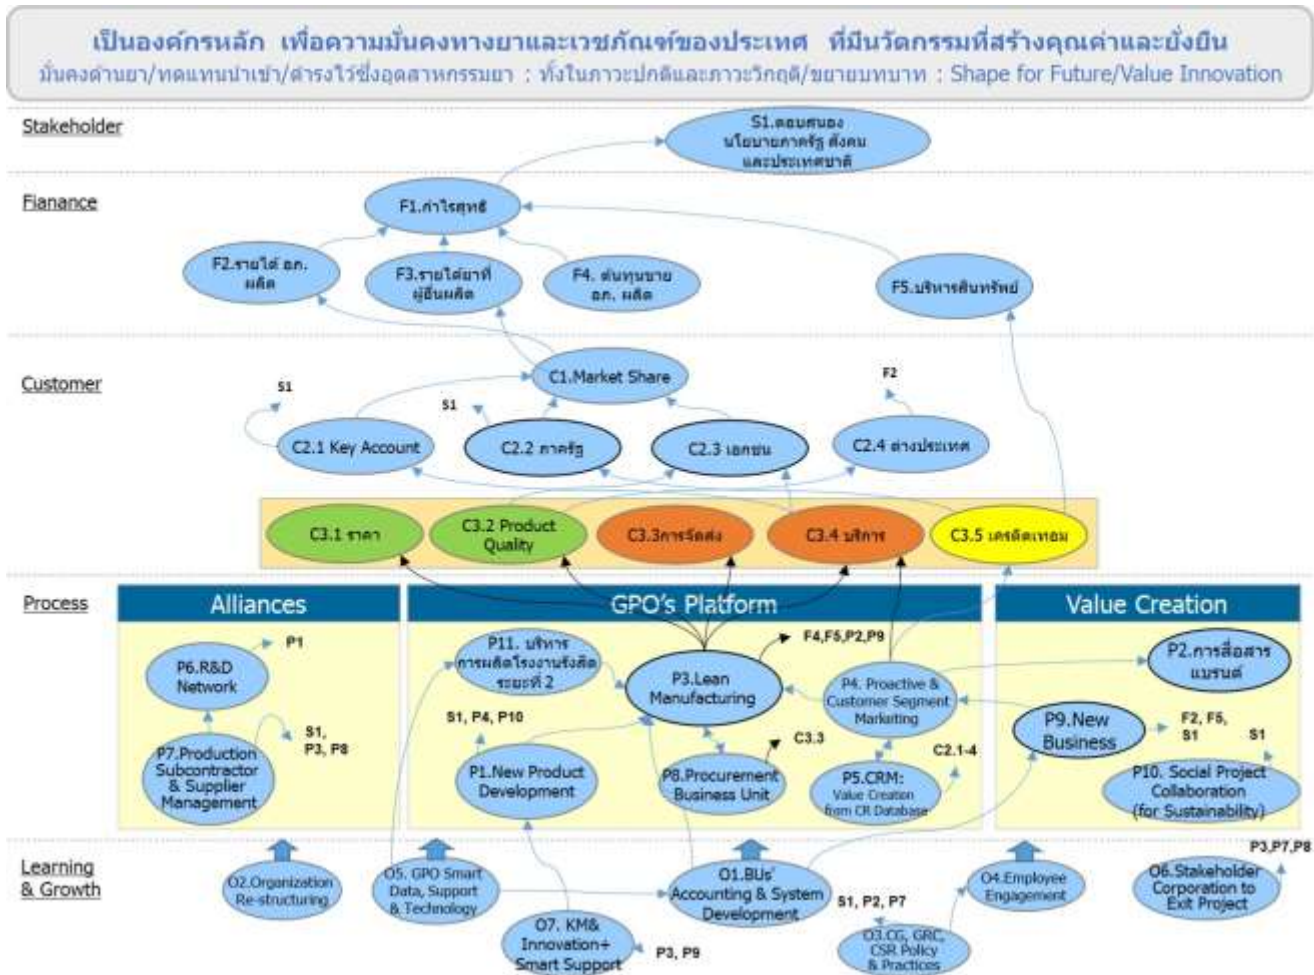 เป็นองค์กรหลัก เพื่อความมั่นคงทางยาและเวชภัณฑ์ของประเทศ ที่มีนวัตกรรมที่สร้างคุณค่าและยั่งยืน
มั่นคงด้านยา/ทดแทนนำเข้า/ดำรงไว้ซึ่งอุตสาหกรรมยา : ทั้งในภาวะปกติและภาวะวิกฤติ/ขยายบทบาท : Shape for Future/Value Innovation
Stakeholder
S1.ตอบสนอง
นโยบายภาครัฐ สังคม
และประเทศชาติ
Fianance
F1.กำไรสุทธิ
F2.รายได้ อภ.
ผลิต
F3.รายได้ยาที่
ผู้อื่นผลิต
F4. ต้นทุนขาย
อภ. ผลิต
F5.บริหารสินทรัพย์
Customer
C1.Market Share
S1
S1
F2
C2.1 Key Account
C2.2 ภาครัฐ
C2.3 เอกชน
C2.4 ต่างประเทศ
C3.1 ราคา
C3.2 Product
Quality
C3.3การจัดส่ง
C3.4 บริการ
C3.5 เครดิตเทอม
Process
Alliances
GPO's Platform
Value Creation
P6.R&D
Network
P1
P7.Production
Subcontractor
& Supplier
Management
S1,
P3, P8
P11. บริหาร
การผลิตโรงงานรังสิต
ระยะที่ 2
P3.Lean
Manufacturing
F4,F5,P2,P9
P4. Proactive &
Customer Segment
Marketing
S1, P4, P10
P1.New Product
Development
P8.Procurement
Business Unit
C3.3
P5.CRM:
Value Creation
from CR Database
C2.1-4
P2.การสื่อสาร
แบรนด์
P9.New
Business
F2, F5,
S1
S1
P10. Social Project
Collaboration
(for Sustainability)
Learning
& Growth
O2.Organization
Re-structuring
O5. GPO Smart
Data, Support
& Technology
O7. KM&
Innovation+
Smart Support
P3, P9
O1.BUs'
Accounting & System
Development
S1, P2, P7
O3.CG, GRC,
CSR Policy
& Practices
O4.Employee
Engagement
P3,P7,P8
O6.Stakeholder
Corporation to
Exit Project